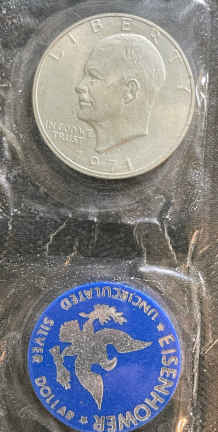 LIBERTY
IN GOD WE
TRUST
1971
EISENHOWER DOLLAR
UNCIRCULATED SILVER